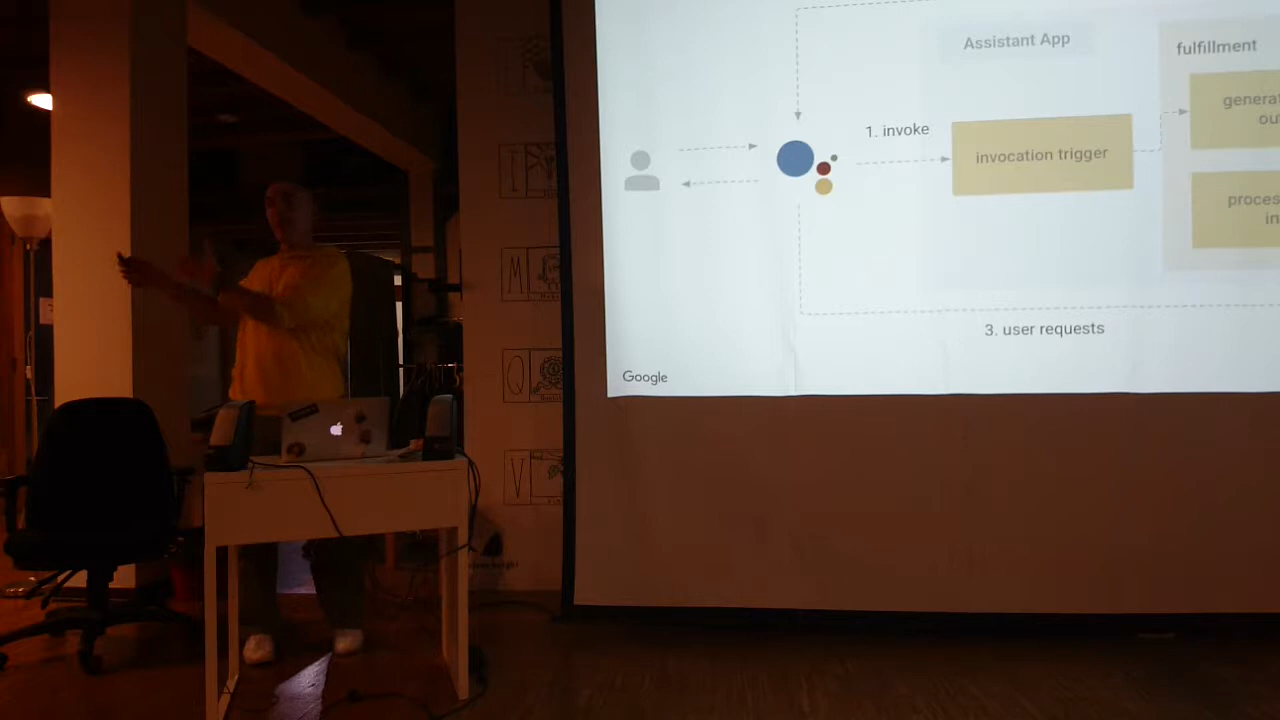 Assistant App
fulfillment
1. invoke
invocation trigger
3. user requests
Google
I
M
Q
V